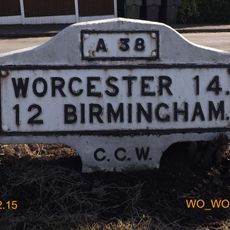 A 38
WORCESTER 14.
12 BIRMINGHAM.
C.C.W.
2.15
WO_WO